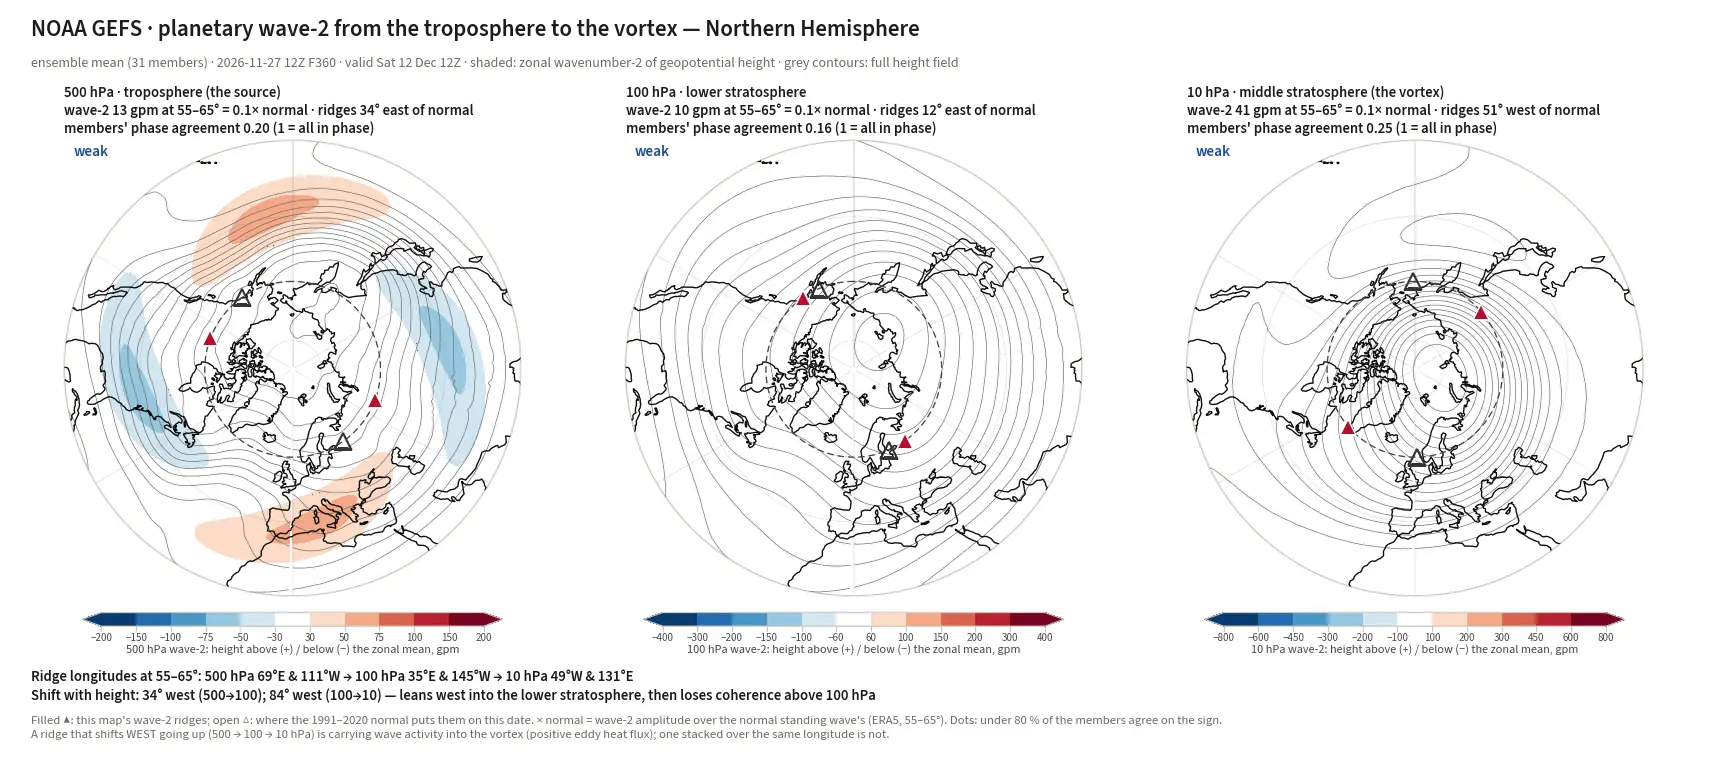 NOAA GEFS · planetary wave-2 from the troposphere to the vortex — Northern Hemisphere
ensemble mean (31 members) · 2026-11-27 12Z F360 · valid Sat 12 Dec 12Z · shaded: zonal wavenumber-2 of geopotential height · grey contours: full height field
500 hPa · troposphere (the source)
wave-2 13 gpm at 55–65° = 0.1× normal · ridges 34° east of normal
members' phase agreement 0.20 (1 = all in phase)
weak
100 hPa · lower stratosphere
wave-2 10 gpm at 55–65° = 0.1× normal · ridges 12° east of normal
members' phase agreement 0.16 (1 = all in phase)
weak
10 hPa · middle stratosphere (the vortex)
wave-2 41 gpm at 55–65° = 0.1× normal · ridges 51° west of normal
members' phase agreement 0.25 (1 = all in phase)
weak
−200 −150 −100 −75 −50 −30 30 50 75 100 150 200
500 hPa wave-2: height above (+) / below (−) the zonal mean, gpm
−400 −300 −200 −150 −100 −60 60 100 150 200 300 400
100 hPa wave-2: height above (+) / below (−) the zonal mean, gpm
−800 −600 −450 −300 −200 −100 100 200 300 450 600 800
10 hPa wave-2: height above (+) / below (−) the zonal mean, gpm
Ridge longitudes at 55–65°: 500 hPa 69°E & 111°W → 100 hPa 35°E & 145°W → 10 hPa 49°W & 131°E
Shift with height: 34° west (500→100); 84° west (100→10) — leans west into the lower stratosphere, then loses coherence above 100 hPa
Filled ▲: this map's wave-2 ridges; open △: where the 1991–2020 normal puts them on this date. × normal = wave-2 amplitude over the normal standing wave's (ERA5, 55–65°). Dots: under 80 % of the members agree on the sign.
A ridge that shifts WEST going up (500 → 100 → 10 hPa) is carrying wave activity into the vortex (positive eddy heat flux); one stacked over the same longitude is not.